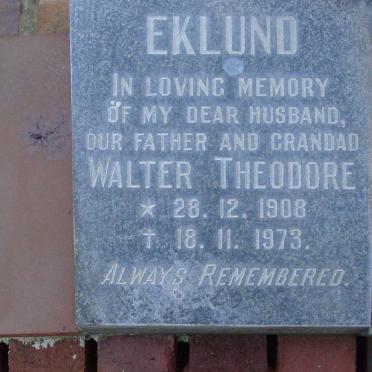 EKLUND
IN LOVING MEMORY
OF MY DEAR HUSBAND,
OUR FATHER AND GRANDAD
WALTER THEODORE
* 28. 12. 1908
† 18. 11. 1973.
ALWAYS REMEMBERED.